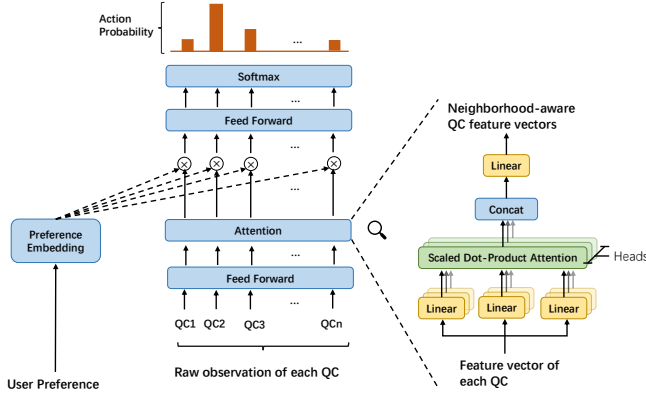 Action
Probability
...
Softmax
...
Feed Forward
...
...
Preference
Embedding
Attention
...
Feed Forward
...
QC1 QC2 QC3 QCn
Raw observation of each QC
User Preference
Neighborhood-aware
QC feature vectors
Linear
Concat
Scaled Dot-Product Attention
Heads
Linear Linear Linear
Feature vector of
each QC